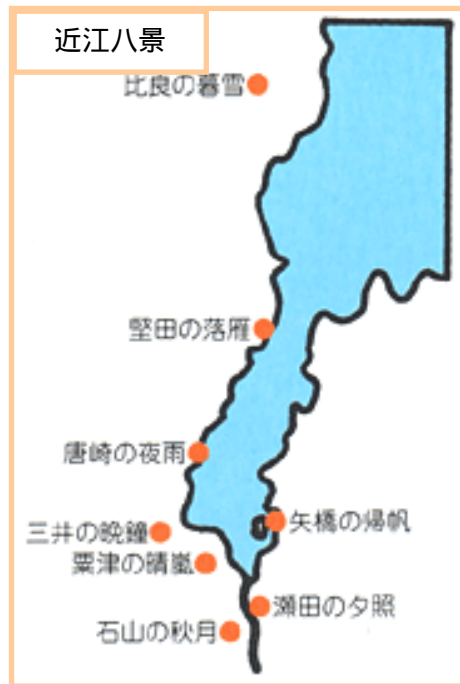 近江八景
比良の暮雪
堅田の落雁
唐崎の夜雨
矢橋の帰帆
三井の晩鐘
粟津の晴嵐
瀬田の夕照
石山の秋月